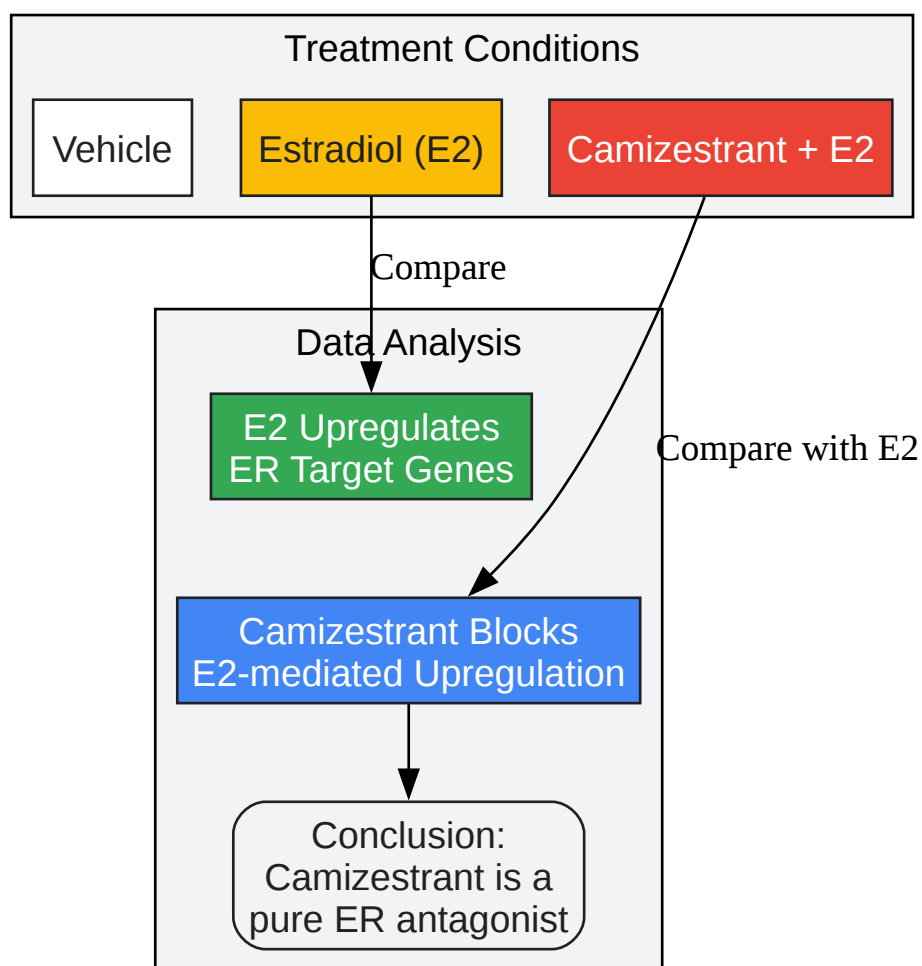 Treatment Conditions
Vehicle
Estradiol (E2)
Camizestrant + E2
Compare
Data Analysis
E2 Upregulates
ER Target Genes
Compare with E2
Camizestrant Blocks
E2-mediated Upregulation
Conclusion:
Camizestrant is a
pure ER antagonist